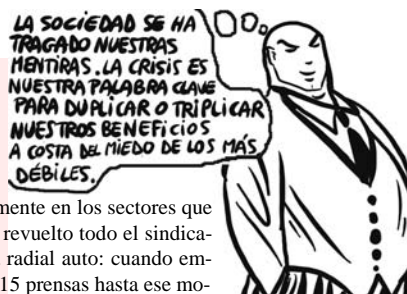 LA SOCIEDAD SE HA
TRAGADO NUESTRAS
MENTIRAS. LA CRISIS ES
NUESTRA PALABRA CLAVE
PARA DUPLICAR O TRIPLICAR
NUESTROS BENEFICIOS
A COSTA DEL MIEDO DE LOS MÁS
DÉBILES.
mente en los sectores que
revuelto todo el sindica-
radial auto: cuando em-
15 prensas hasta ese mo-